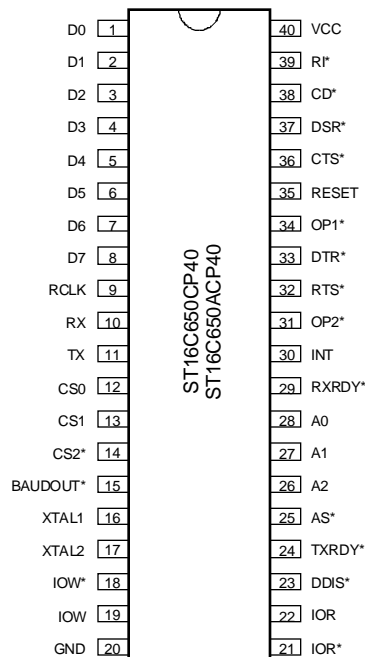 D0 1 40 VCC
D1 2 39 RI*
D2 3 38 CD*
D3 4 37 DSR*
D4 5 36 CTS*
D5 6 35 RESET
D6 7 34 OP1*
D7 8 33 DTR*
RCLK 9 32 RTS*
RX 10 31 OP2*
TX 11 30 INT
CS0 12 29 RXRDY*
CS1 13 28 A0
CS2* 14 27 A1
BAUDOUT* 15 26 A2
XTAL1 16 25 AS*
XTAL2 17 24 TXRDY*
IOW* 18 23 DDIS*
IOW 19 22 IOR
GND 20 21 IOR*
ST16C650CP40
ST16C650ACP40